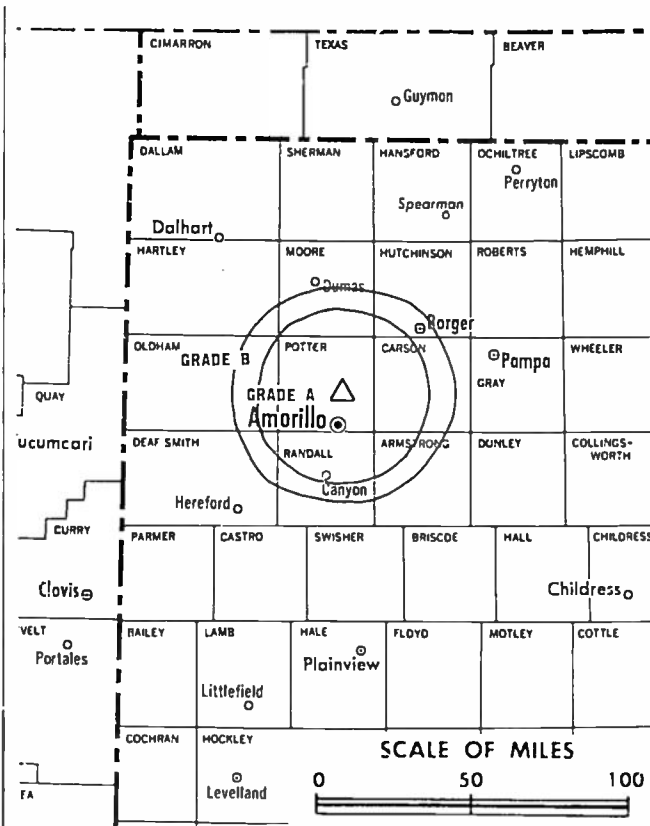 CIMARRON TEXAS BEAVER
Guymon
DALLAM SHERMAN HANSFORD OCHILTREE LIPSCOMB
Perryton
Spearman
Dalhart
HARTLEY MOORE HUTCHINSON ROBERTS HEMPHILL
Dumas
Borger
OLDHAM POTTER CARSON WHEELER
GRADE B Pampa
GRAY
QUAY GRADE A
Amarillo
ucumcari DEAF SMITH RANDALL ARMSTRONG DONLEY COLLINGS-
WORTH
Canyon
Hereford
CURRY PARMER CASTRO SWISHER BRISCOE HALL CHILDRESS
Clovis Childress
VELT BAILEY LAMB HALE FLOYD MOTLEY COTTLE
Portales Plainview
Littlefield
COCHRAN HOCKLEY SCALE OF MILES
EA Levelland 0 50 100